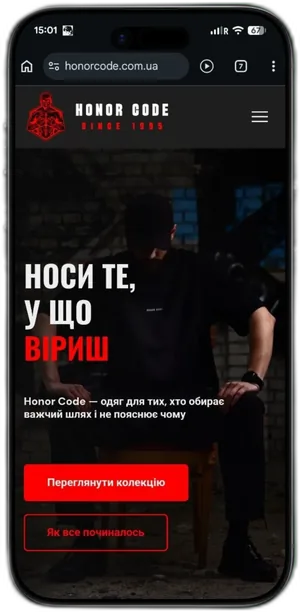 15:01
R
67
honorcode.com.ua
7
HONOR CODE
SINCE 1995
НОСИ ТЕ,
У ЩО
ВІРИШ
Honor Code — одяг для тих, хто обирає
важчий шлях і не пояснює чому
Переглянути колекцію
Як все починалось